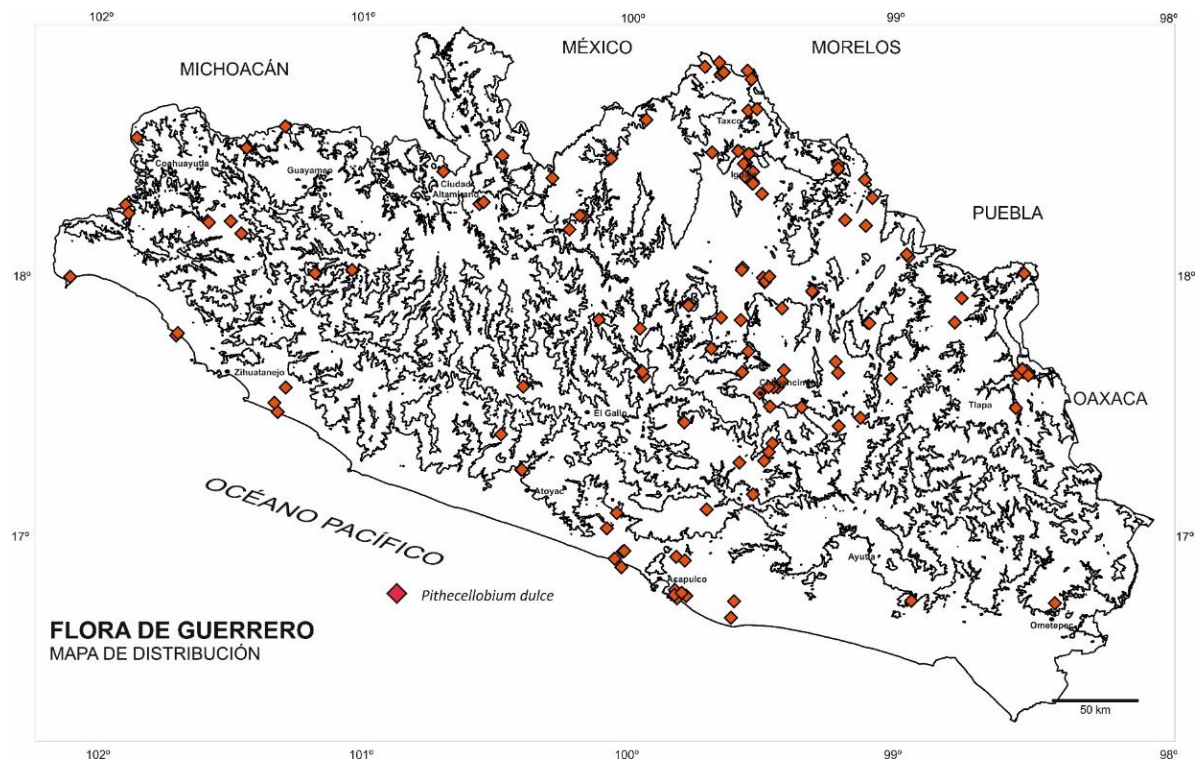 102º 101º 100º 99º 98º
MÉXICO MORELOS
MICHOACÁN
Taxco
Coahuayutla
Guayameo
Ciudad
Altamirano
PUEBLA
18º 18º
Zihuatanejo
El Gallo
Tlapa
OAXACA
Atoyac
OCÉANO PACÍFICO
17º 17º
Ayutla
Acapulco
Pithecellobium dulce
FLORA DE GUERRERO
MAPA DE DISTRIBUCIÓN
Ometepec
50 km
102º 101º 100º 99º 98º